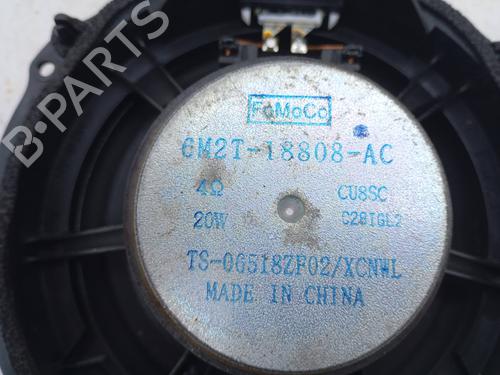 B-PARTS
FoMoCo
6M2T-18808-AC
4Ω CU8SC
20W C28IGL2
TS-G6518ZF02/XCNWL
MADE IN CHINA